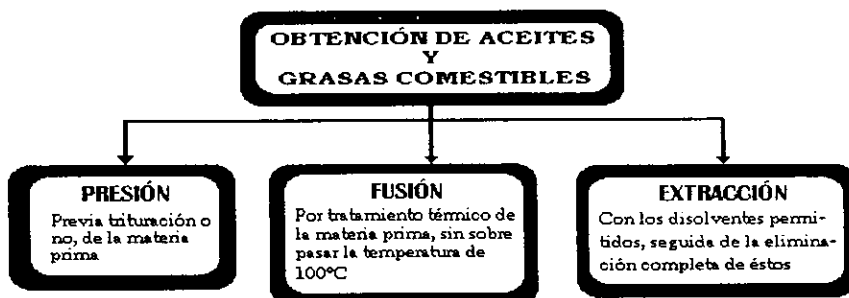 OBTENCIÓN DE ACEITES
Y
GRASAS COMESTIBLES
PRESIÓN
Previa trituración o
no, de la materia
prima
FUSIÓN
Por tratamiento térmico de
la materia prima, sin sobre
pasar la temperatura de
100°C
EXTRACCIÓN
Con los disolventes permi-
tidos, seguida de la elimina-
ción completa de éstos